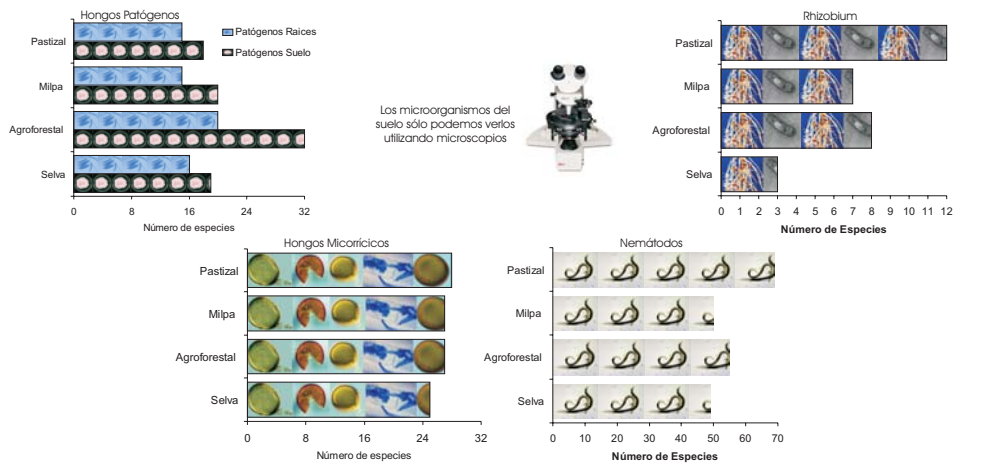 Hongos Patógenos
Patógenos Raíces
Patógenos Suelo
Pastizal
Milpa
Agroforestal
Selva
0 8 16 24 32
Número de especies
Los microorganismos del
suelo sólo podemos verlos
utilizando microscopios
Rhizobium
Pastizal
Milpa
Agroforestal
Selva
0 1 2 3 4 5 6 7 8 9 10 11 12
Número de Especies
Hongos Micorrícicos
Pastizal
Milpa
Agroforestal
Selva
0 8 16 24 32
Número de especies
Nemátodos
Pastizal
Milpa
Agroforestal
Selva
0 10 20 30 40 50 60 70
Número de Especies